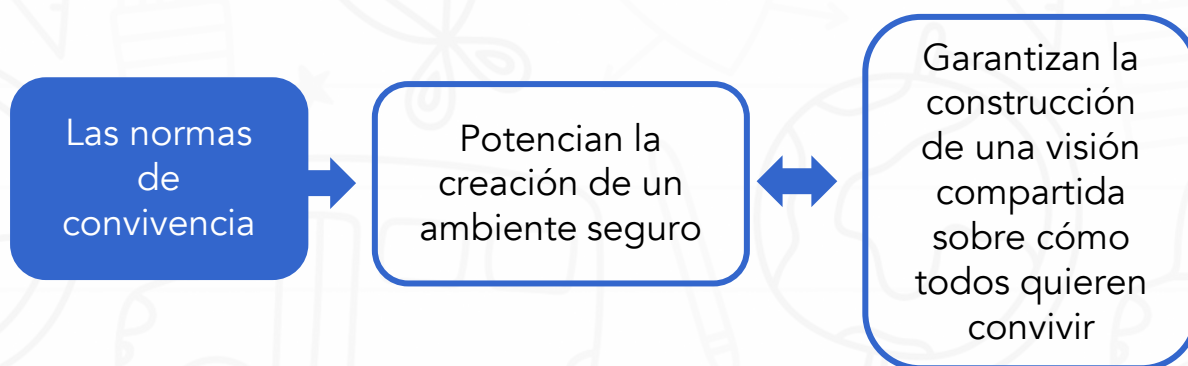 Las normas
de
convivencia
Potencian la
creación de un
ambiente seguro
Garantizan la
construcción
de una visión
compartida
sobre cómo
todos quieren
convivir